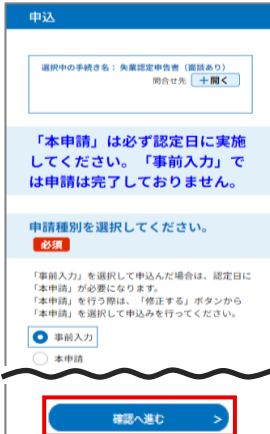 申込
選択中の手続き名：失業認定申告書（面談あり）
問合せ先 ＋開く
「本申請」は必ず認定日に実施
してください。「事前入力」で
は申請は完了しておりません。
申請種別を選択してください。
必須
「事前入力」を選択して申込んだ場合は、認定日に
「本申請」が必要になります。
「本申請」を行う際は、「修正する」ボタンから
「本申請」を選択して申込みを行ってください。
事前入力
本申請
確認へ進む >